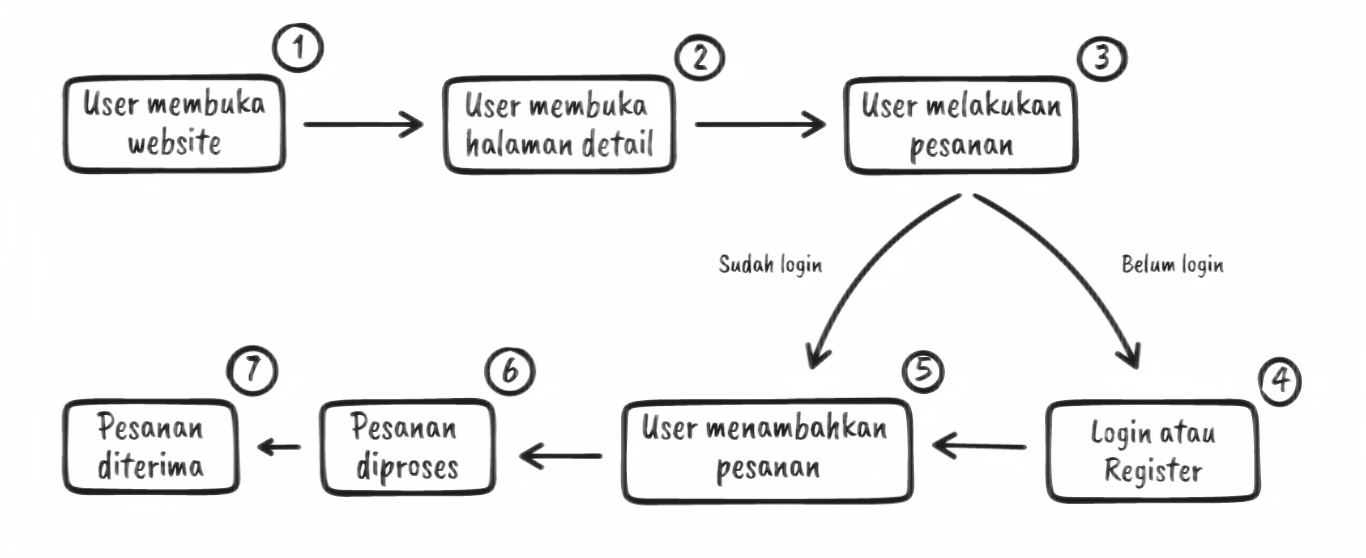 1
User membuka
website
2
User membuka
halaman detail
3
User melakukan
pesanan
Sudah login
Belum login
4
Login atau
Register
5
User menambahkan
pesanan
6
Pesanan
diproses
7
Pesanan
diterima